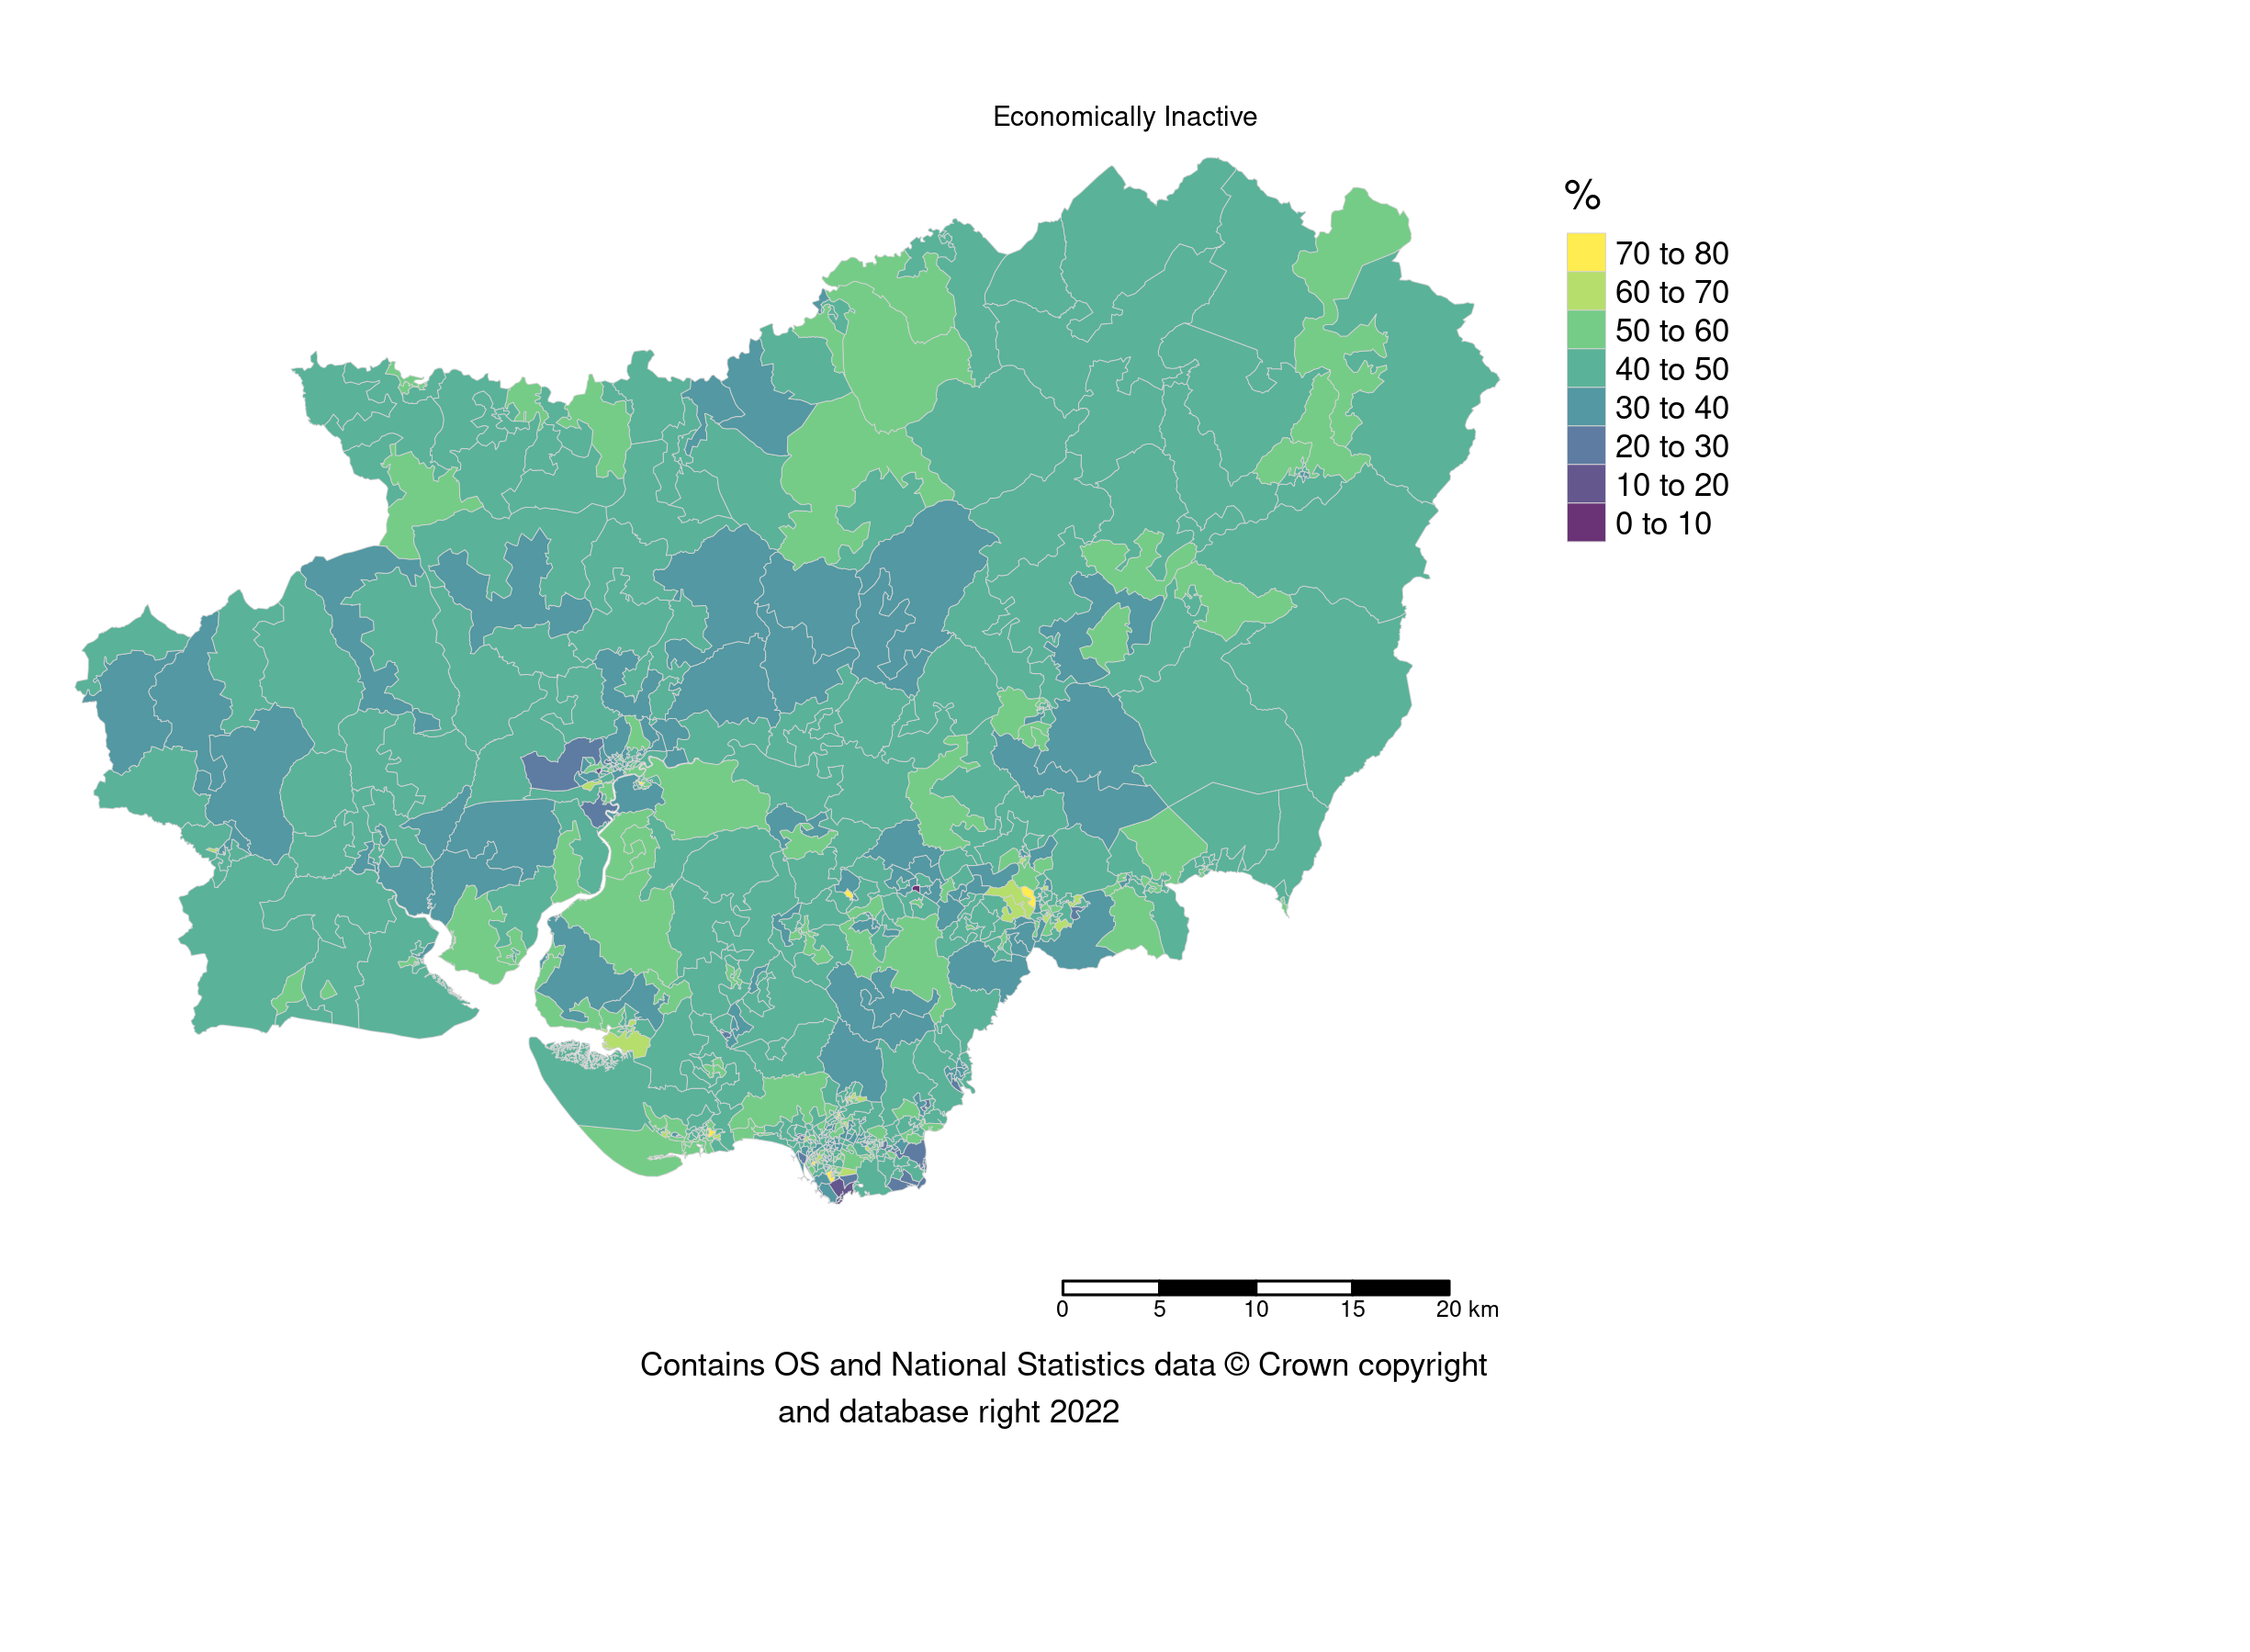 Economically Inactive
%
70 to 80
60 to 70
50 to 60
40 to 50
30 to 40
20 to 30
10 to 20
0 to 10
0 5 10 15 20 km
Contains OS and National Statistics data © Crown copyright
and database right 2022